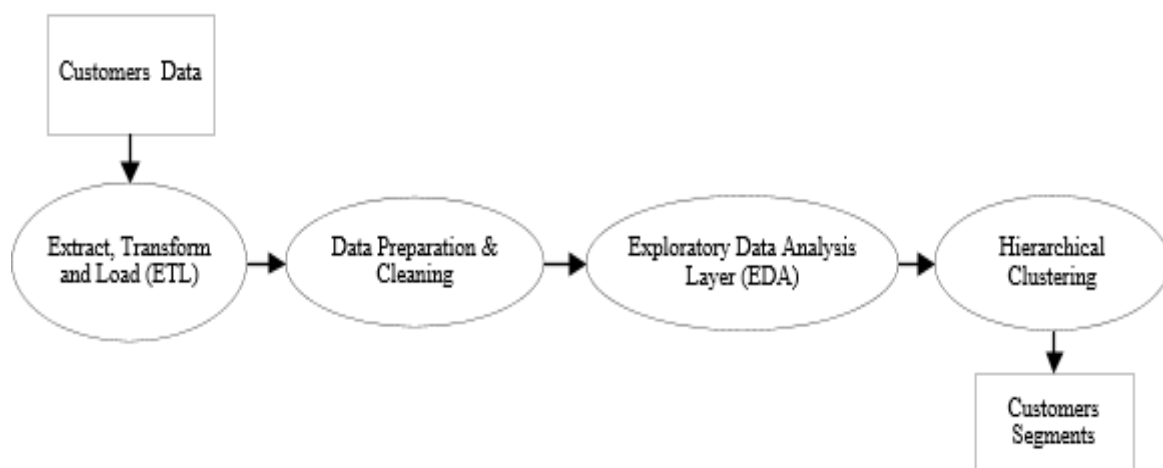 Customers Data
Extract, Transform
and Load (ETL)
Data Preparation &
Cleaning
Exploratory Data Analysis
Layer (EDA)
Hierarchical
Clustering
Customers
Segments